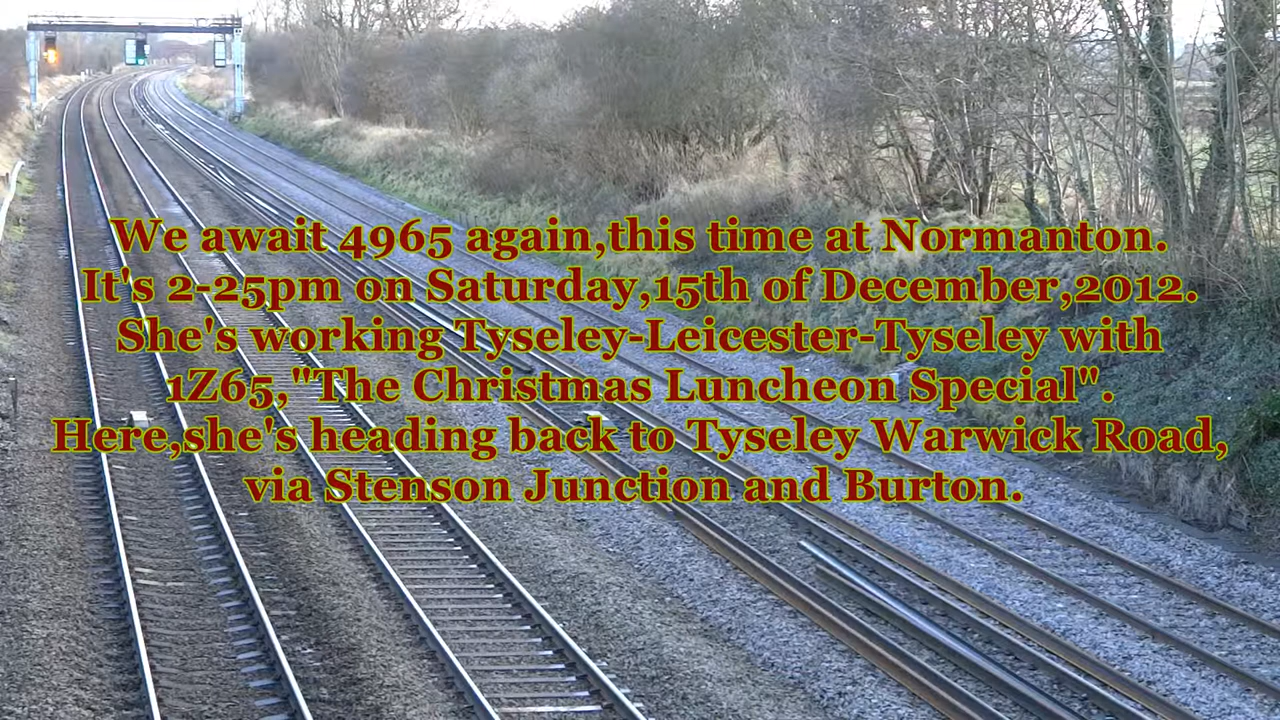 We await 4965 again,this time at Normanton.
It's 2-25pm on Saturday,15th of December,2012.
She's working Tyseley-Leicester-Tyseley with
1Z65,"The Christmas Luncheon Special".
Here,she's heading back to Tyseley Warwick Road,
via Stenson Junction and Burton.